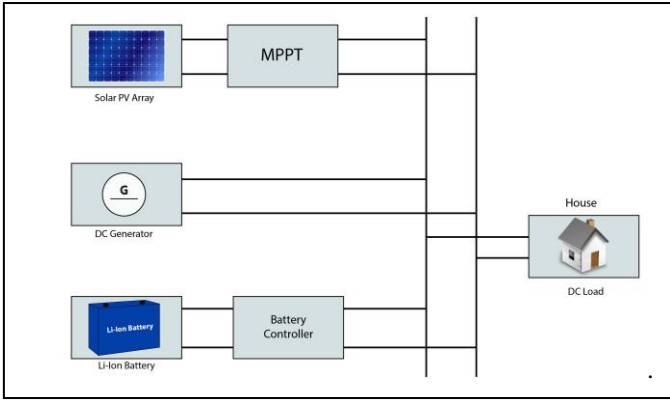 MPPT
Solar PV Array
G
DC Generator
House
DC Load
Li-Ion Battery
Battery
Controller
Li-Ion Battery
.